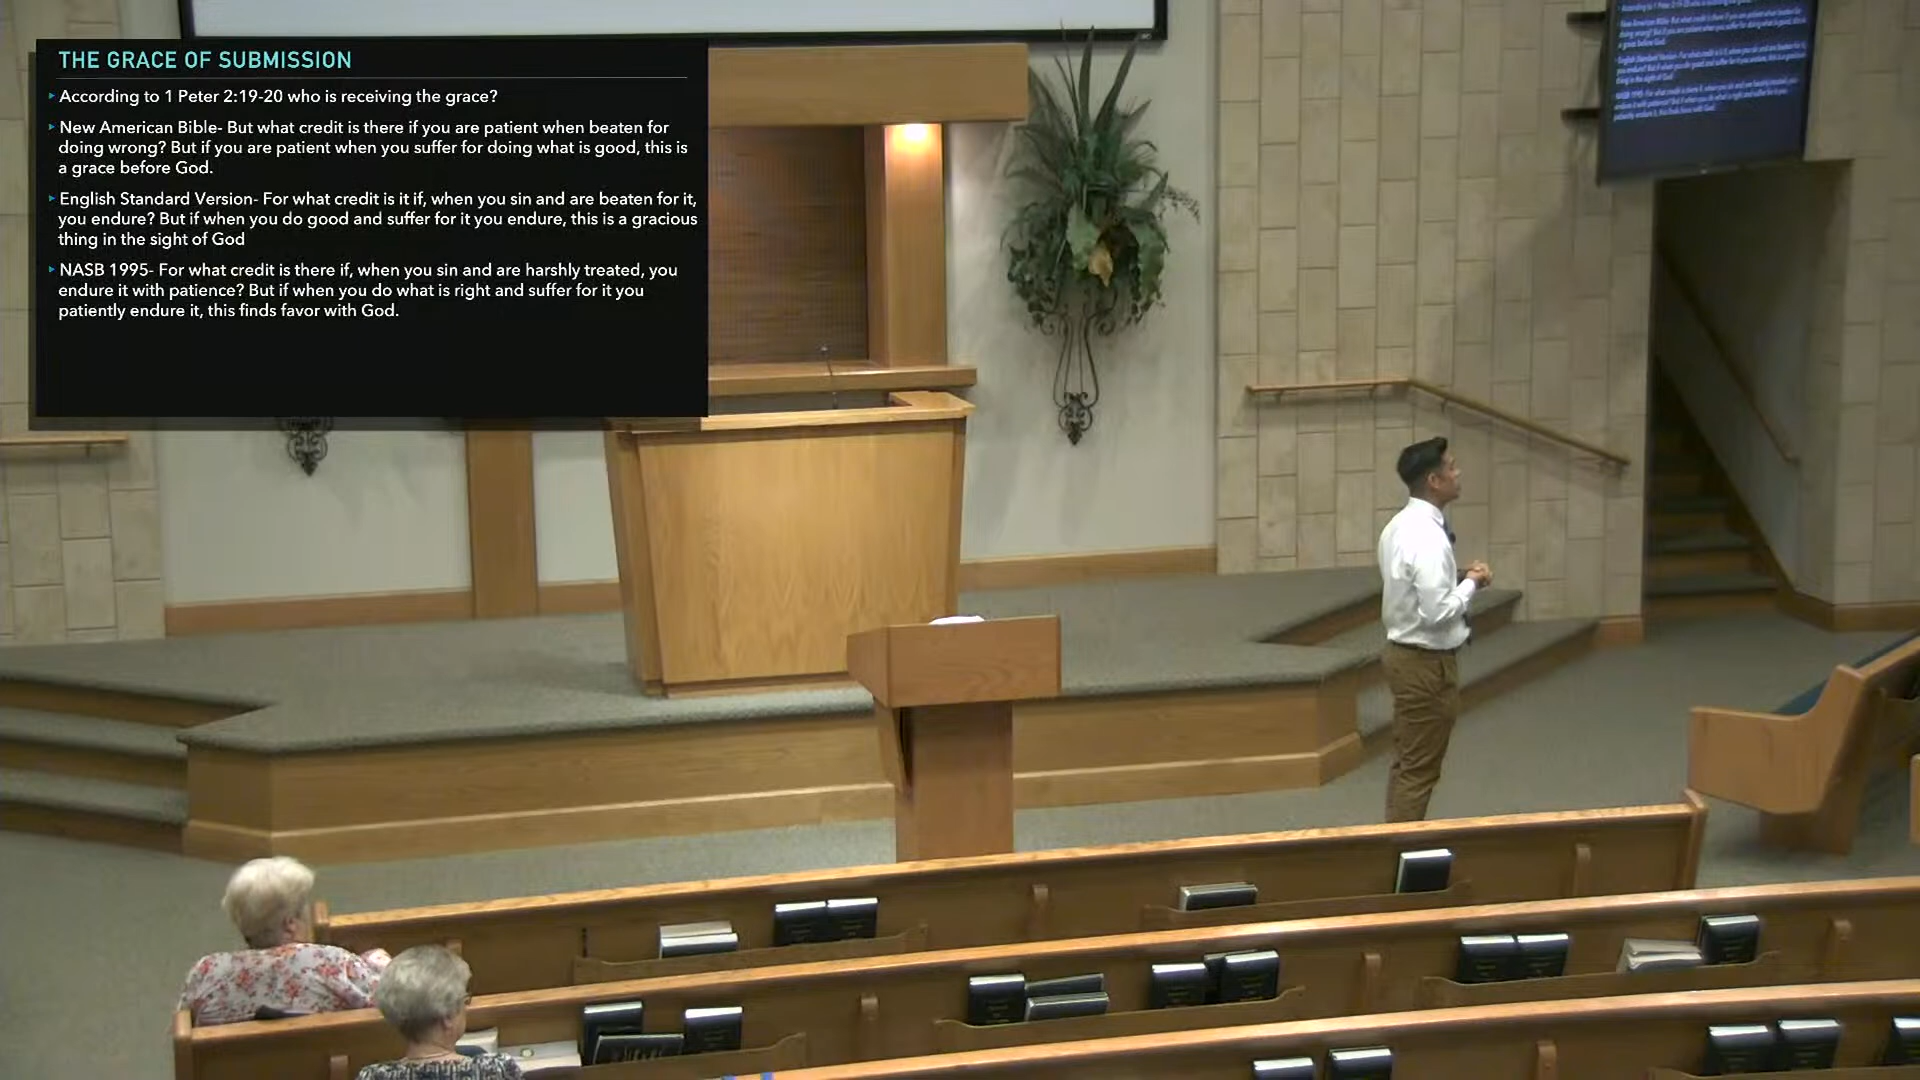 THE GRACE OF SUBMISSION
According to 1 Peter 2:19-20 who is receiving the grace?
New American Bible- But what credit is there if you are patient when beaten for
doing wrong? But if you are patient when you suffer for doing what is good, this is
a grace before God.
English Standard Version- For what credit is it if, when you sin and are beaten for it,
you endure? But if when you do good and suffer for it you endure, this is a gracious
thing in the sight of God
NASB 1995- For what credit is there if, when you sin and are harshly treated, you
endure it with patience? But if when you do what is right and suffer for it you
patiently endure it, this finds favor with God.